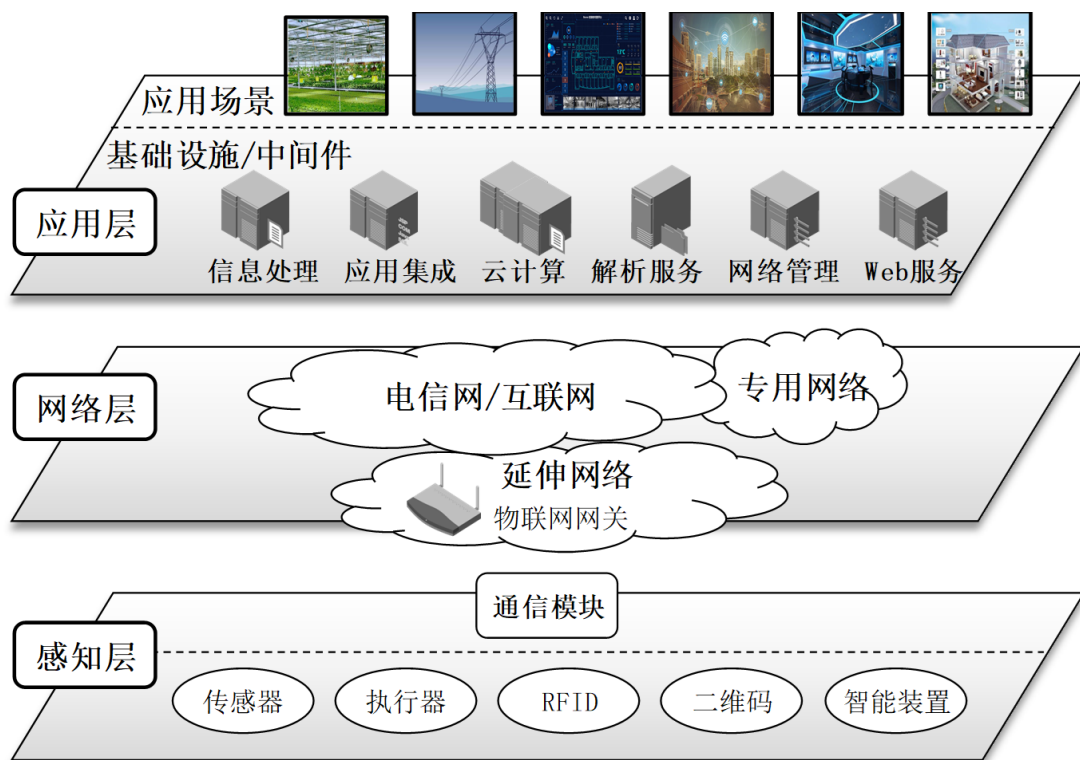 应用场景
基础设施/中间件
应用层
信息处理
应用集成
云计算
解析服务
网络管理
Web服务
网络层
电信网/互联网
专用网络
延伸网络
物联网网关
通信模块
感知层
传感器
执行器
RFID
二维码
智能装置